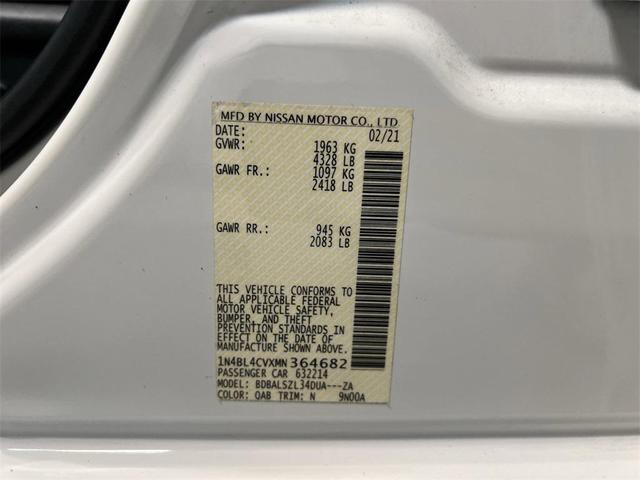 MFD BY NISSAN MOTOR CO., LTD
DATE: 02/21
GVWR: 1963 KG
4328 LB
GAWR FR.: 1097 KG
2418 LB
GAWR RR.: 945 KG
2083 LB
THIS VEHICLE CONFORMS TO
ALL APPLICABLE FEDERAL
MOTOR VEHICLE SAFETY,
BUMPER, AND THEFT
PREVENTION STANDARDS IN
EFFECT ON THE DATE OF
MANUFACTURE SHOWN ABOVE.
1N4BL4CVXMN364682
PASSENGER CAR 632214
MODEL: BDBALSZL34DUA---ZA
COLOR: QAB TRIM: N 9N00A